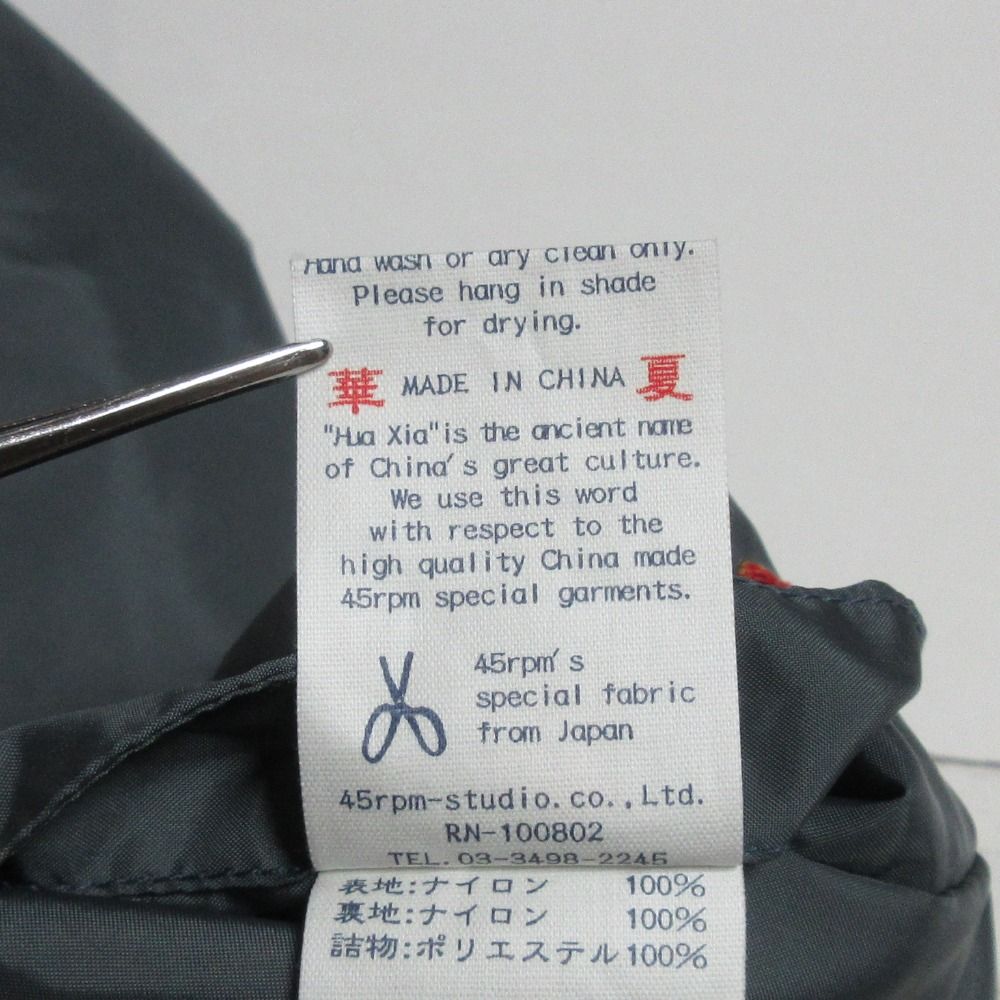 Hand wash or dry clean only.
Please hang in shade
for drying.
華 MADE IN CHINA 夏
"Hua Xia"is the ancient name
of China's great culture.
We use this word
with respect to the
high quality China made
45rpm special garments.
45rpm's
special fabric
from Japan
45rpm-studio.co.,Ltd.
RN-100802
TEL.03-3498-2245
表地:ナイロン 100%
裏地:ナイロン 100%
詰物:ポリエステル100%